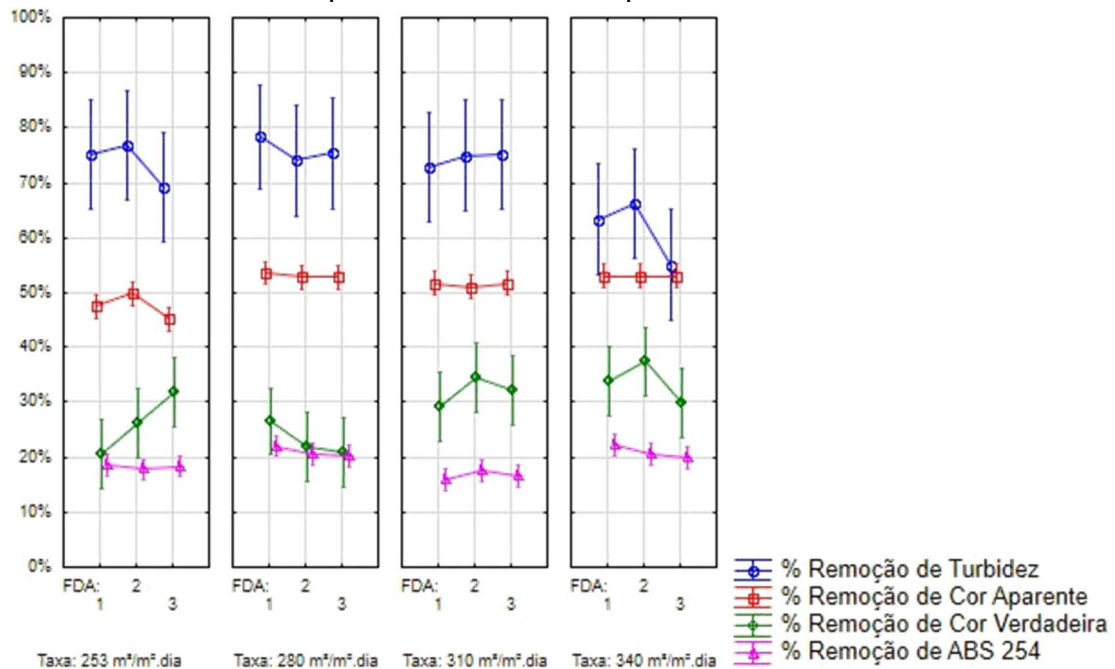 100%
90%
80%
70%
60%
50%
40%
30%
20%
10%
0%
FDA: 2
1 3
FDA: 2
1 3
FDA: 2
1 3
FDA: 2
1 3
Taxa: 253 m³/m².dia
Taxa: 280 m³/m².dia
Taxa: 310 m³/m².dia
Taxa: 340 m³/m².dia
% Remoção de Turbidez
% Remoção de Cor Aparente
% Remoção de Cor Verdadeira
% Remoção de ABS 254